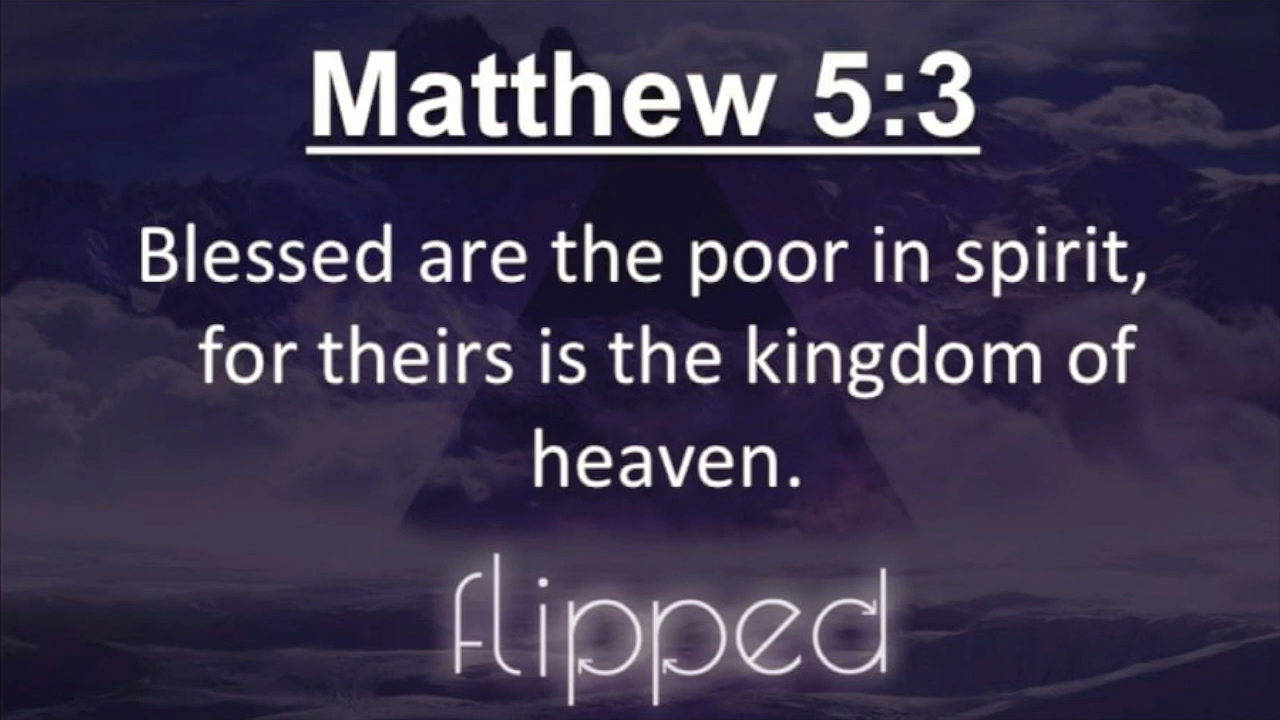 Matthew 5:3
Blessed are the poor in spirit,
for theirs is the kingdom of
heaven.
flipped